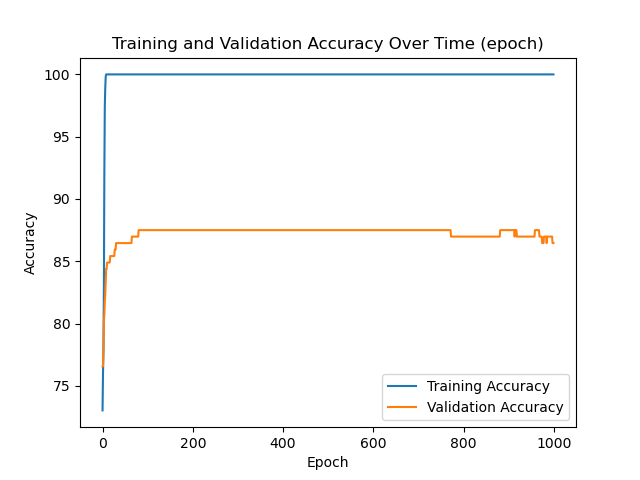 Training and Validation Accuracy Over Time (epoch)
100
95
90
85
80
75
Accuracy
0
200
400
600
800
1000
Epoch
Training Accuracy
Validation Accuracy